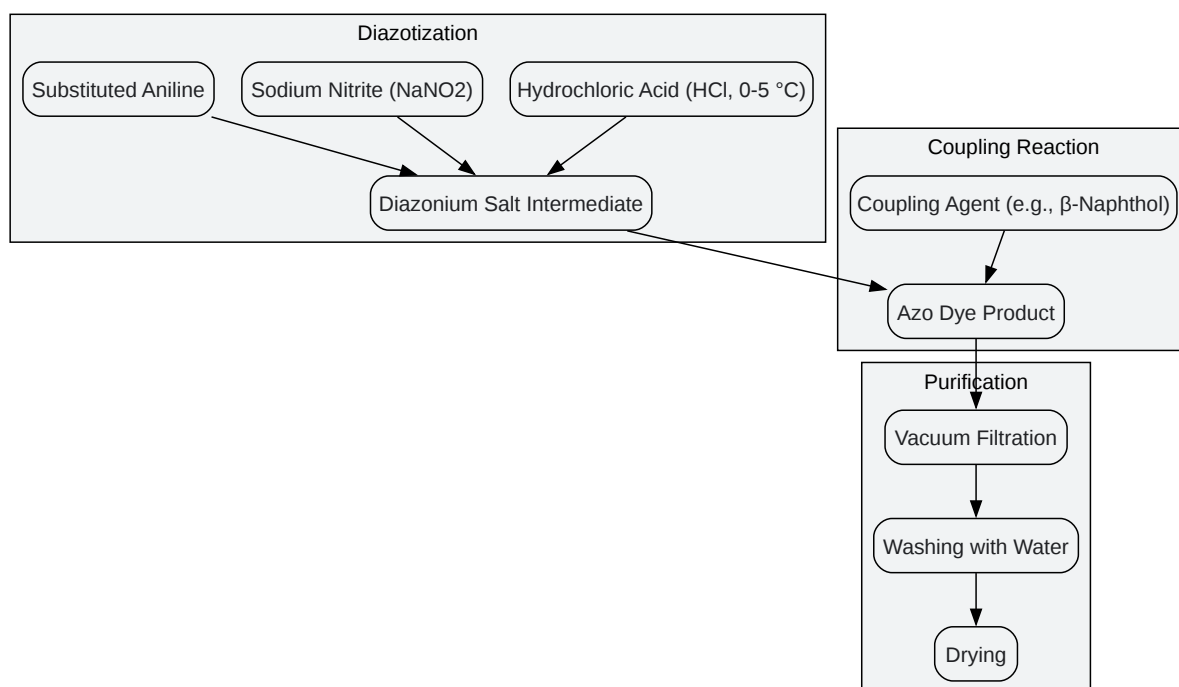 Diazotization
Substituted Aniline
Sodium Nitrite (NaNO2)
Hydrochloric Acid (HCl, 0-5 °C)
Diazonium Salt Intermediate
Coupling Reaction
Coupling Agent (e.g., β-Naphthol)
Azo Dye Product
Purification
Vacuum Filtration
Washing with Water
Drying